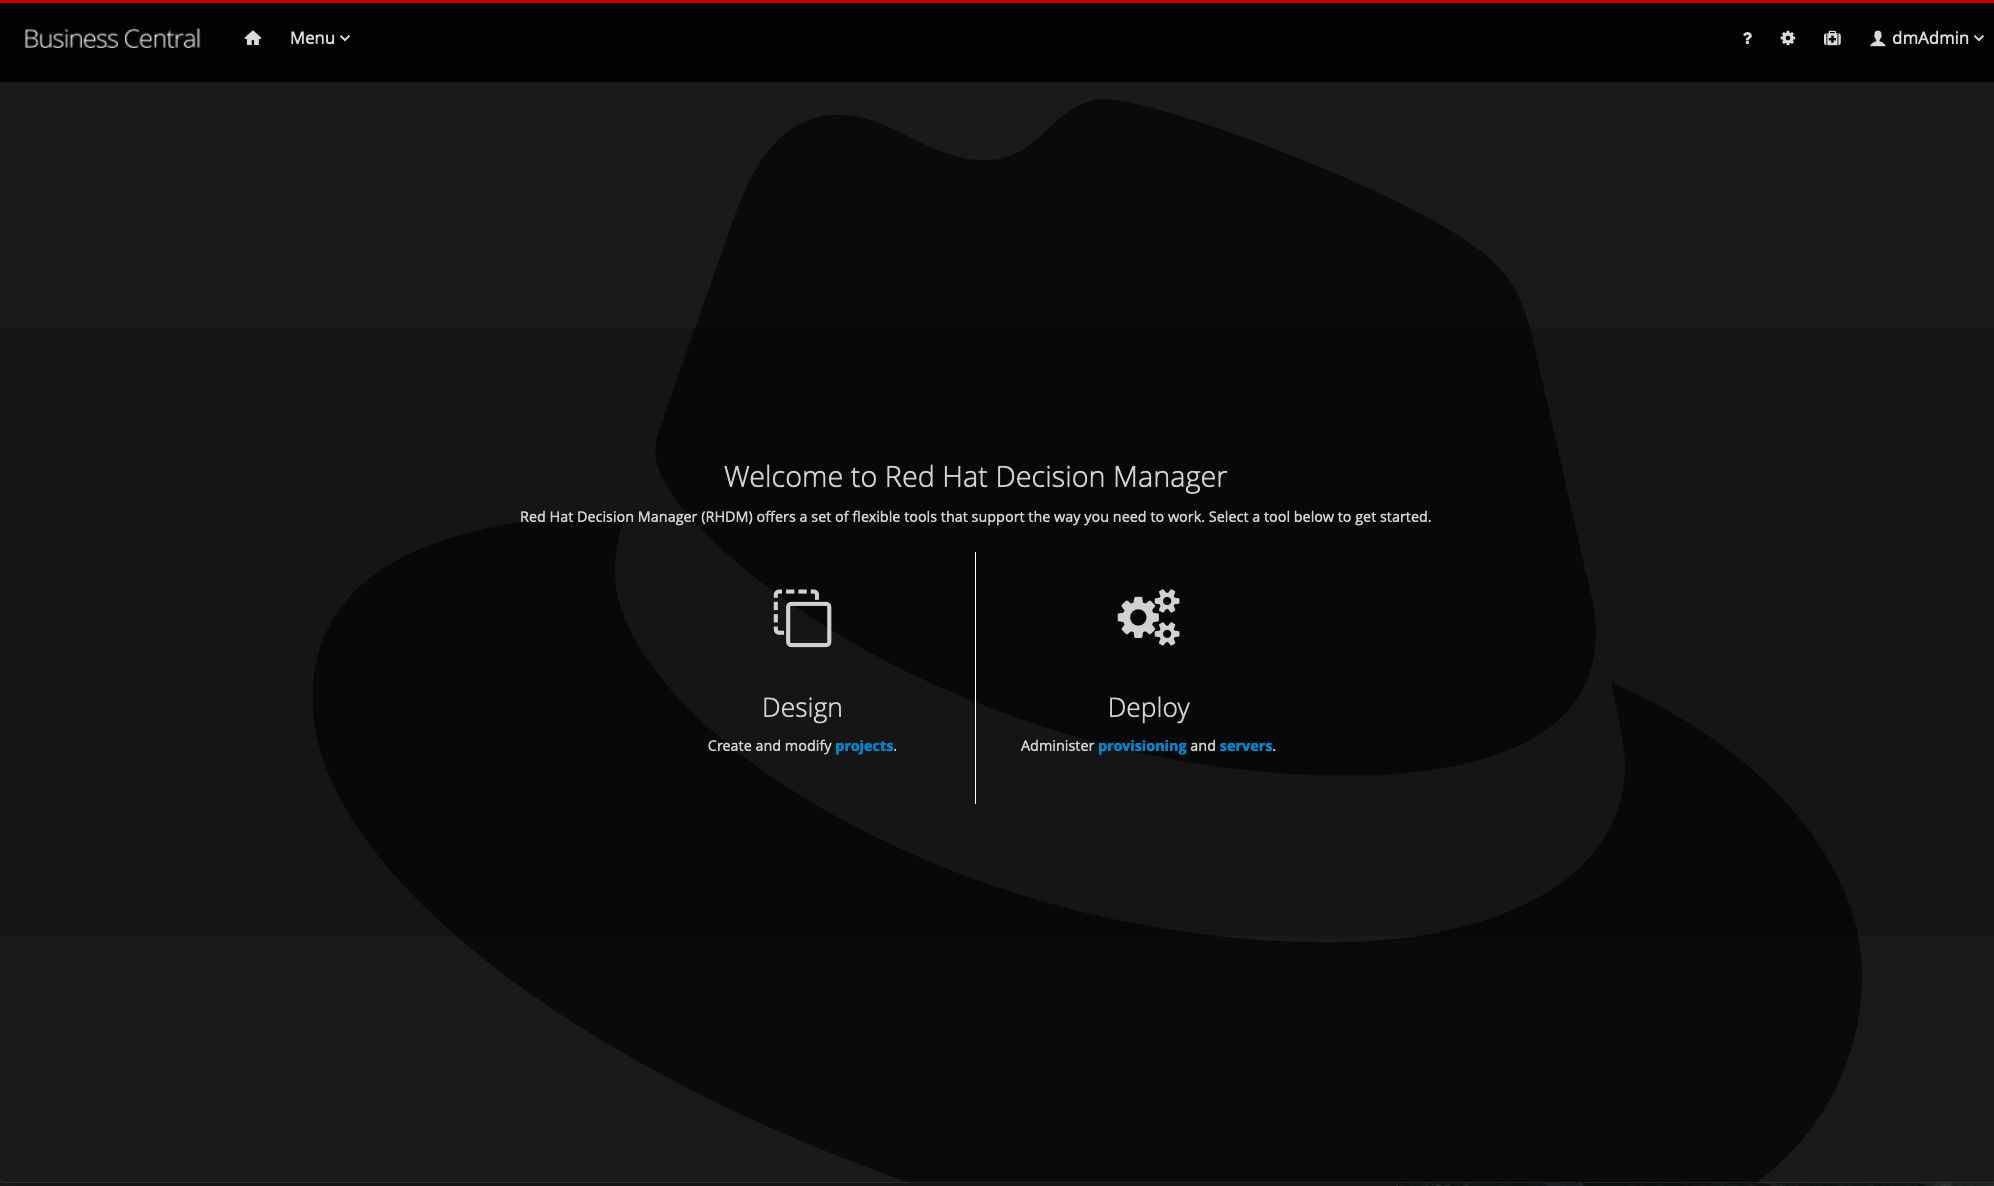 Business Central
Menu
?
dmAdmin
Welcome to Red Hat Decision Manager
Red Hat Decision Manager (RHDM) offers a set of flexible tools that support the way you need to work. Select a tool below to get started.
Design
Deploy
Create and modify projects.
Administer provisioning and servers.